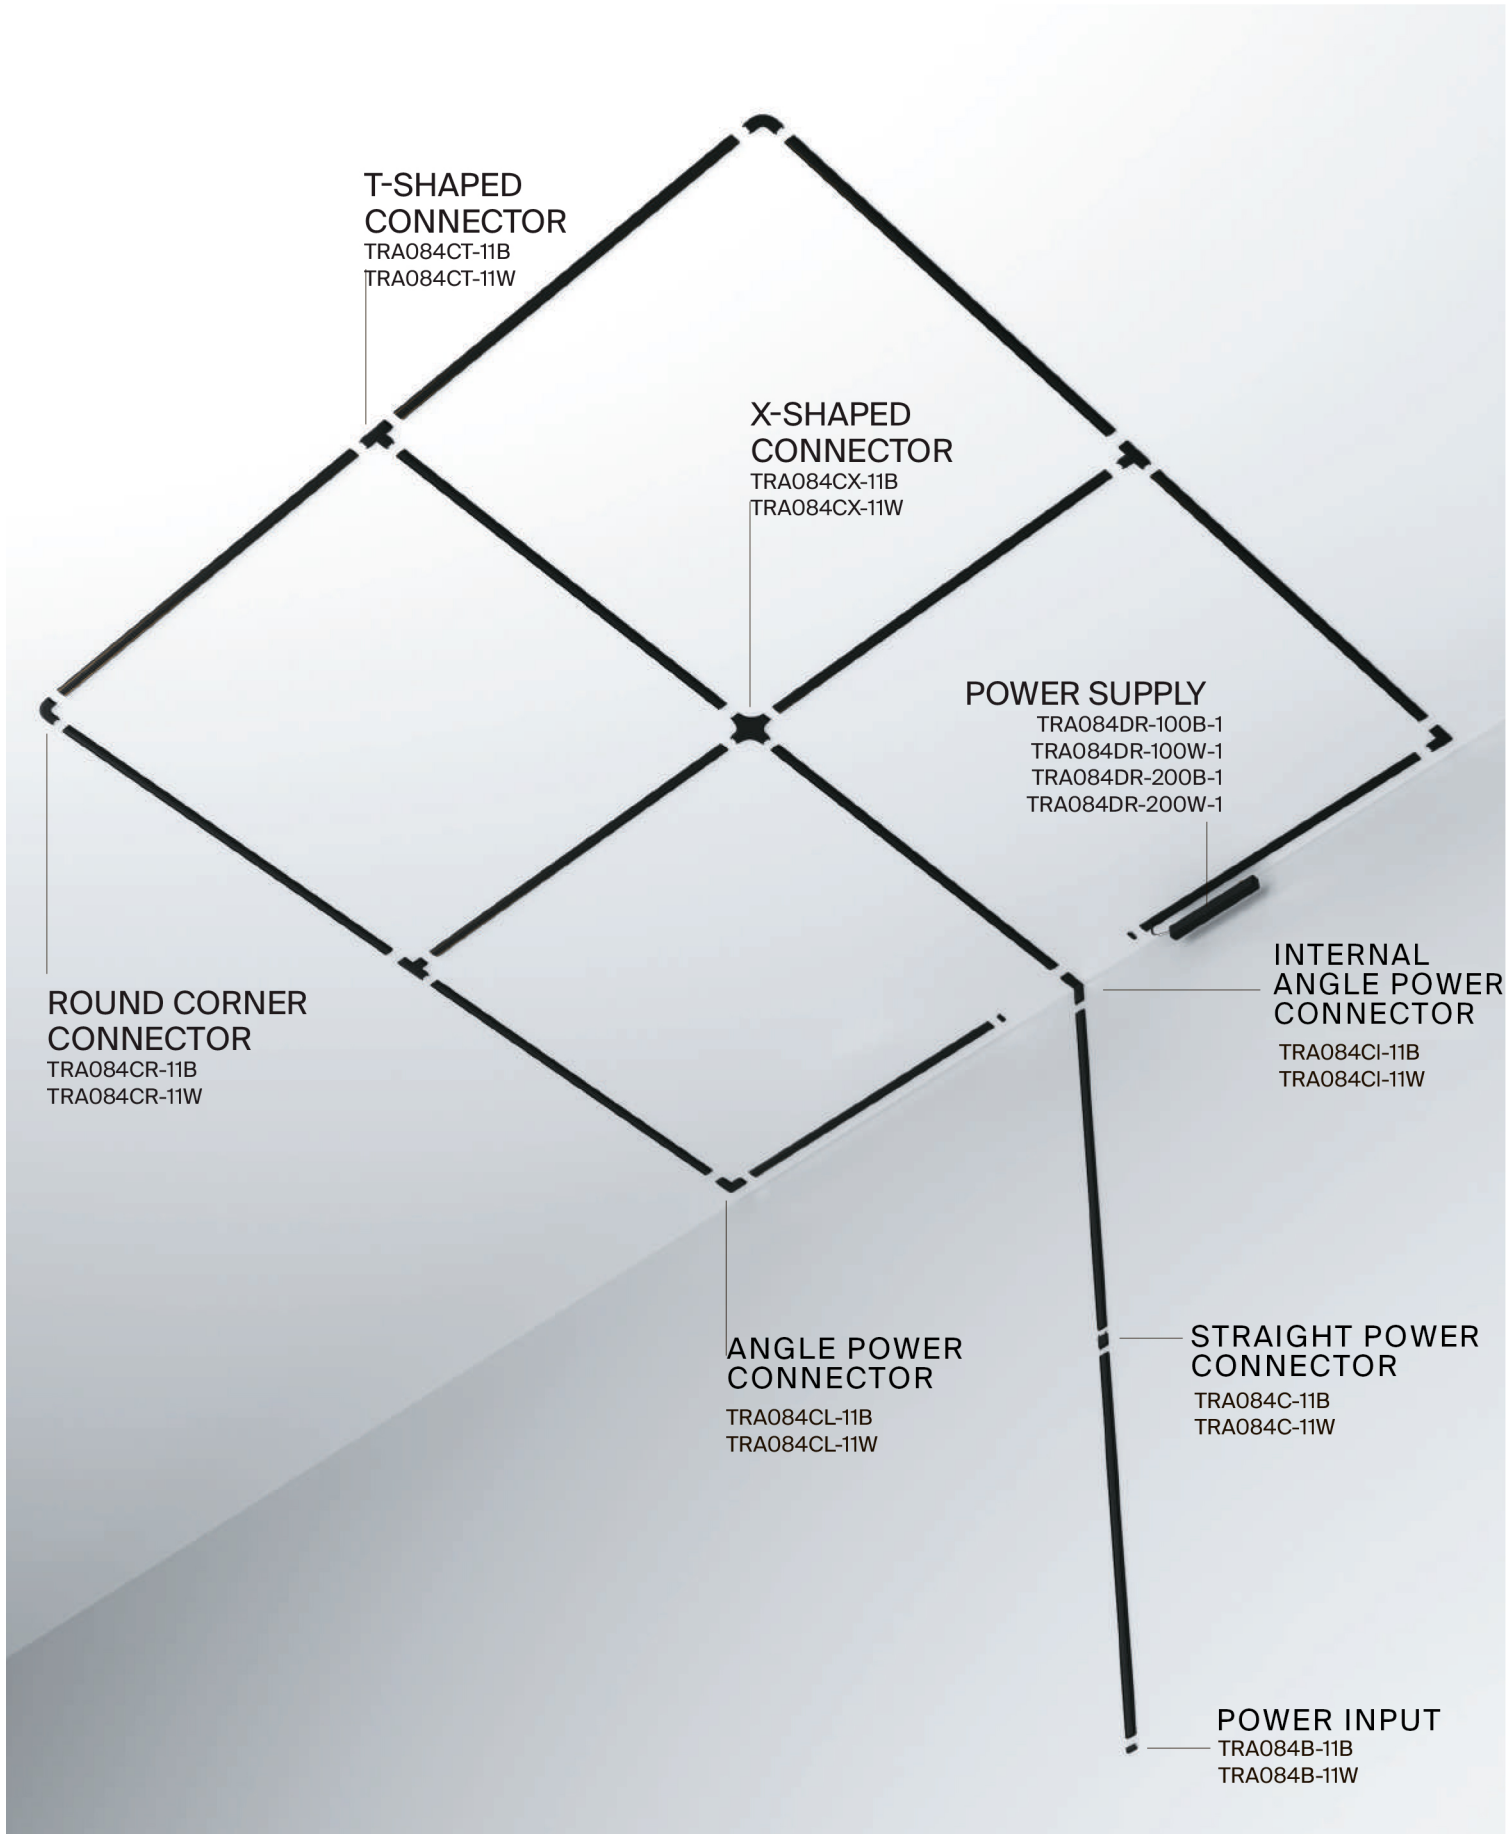 T-SHAPED
CONNECTOR
TRA084CT-11B
TRA084CT-11W
X-SHAPED
CONNECTOR
TRA084CX-11B
TRA084CX-11W
POWER SUPPLY
TRA084DR-100B-1
TRA084DR-100W-1
TRA084DR-200B-1
TRA084DR-200W-1
INTERNAL
ANGLE POWER
CONNECTOR
TRA084CI-11B
TRA084CI-11W
ROUND CORNER
CONNECTOR
TRA084CR-11B
TRA084CR-11W
ANGLE POWER
CONNECTOR
TRA084CL-11B
TRA084CL-11W
STRAIGHT POWER
CONNECTOR
TRA084C-11B
TRA084C-11W
POWER INPUT
TRA084B-11B
TRA084B-11W